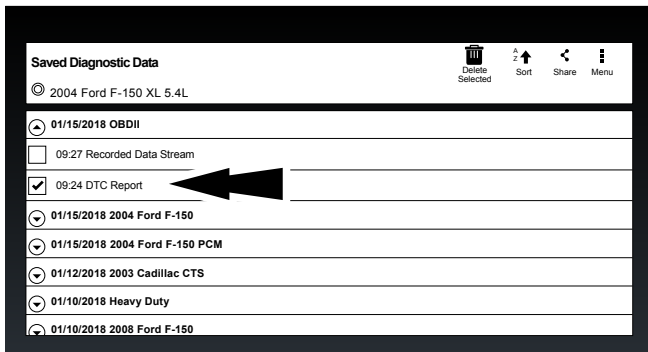 Saved Diagnostic Data
2004 Ford F-150 XL 5.4L
Delete
Selected
A
Z
Sort
Share
Menu
01/15/2018 OBDII
09:27 Recorded Data Stream
09:24 DTC Report
01/15/2018 2004 Ford F-150
01/15/2018 2004 Ford F-150 PCM
01/12/2018 2003 Cadillac CTS
01/10/2018 Heavy Duty
01/10/2018 2008 Ford F-150